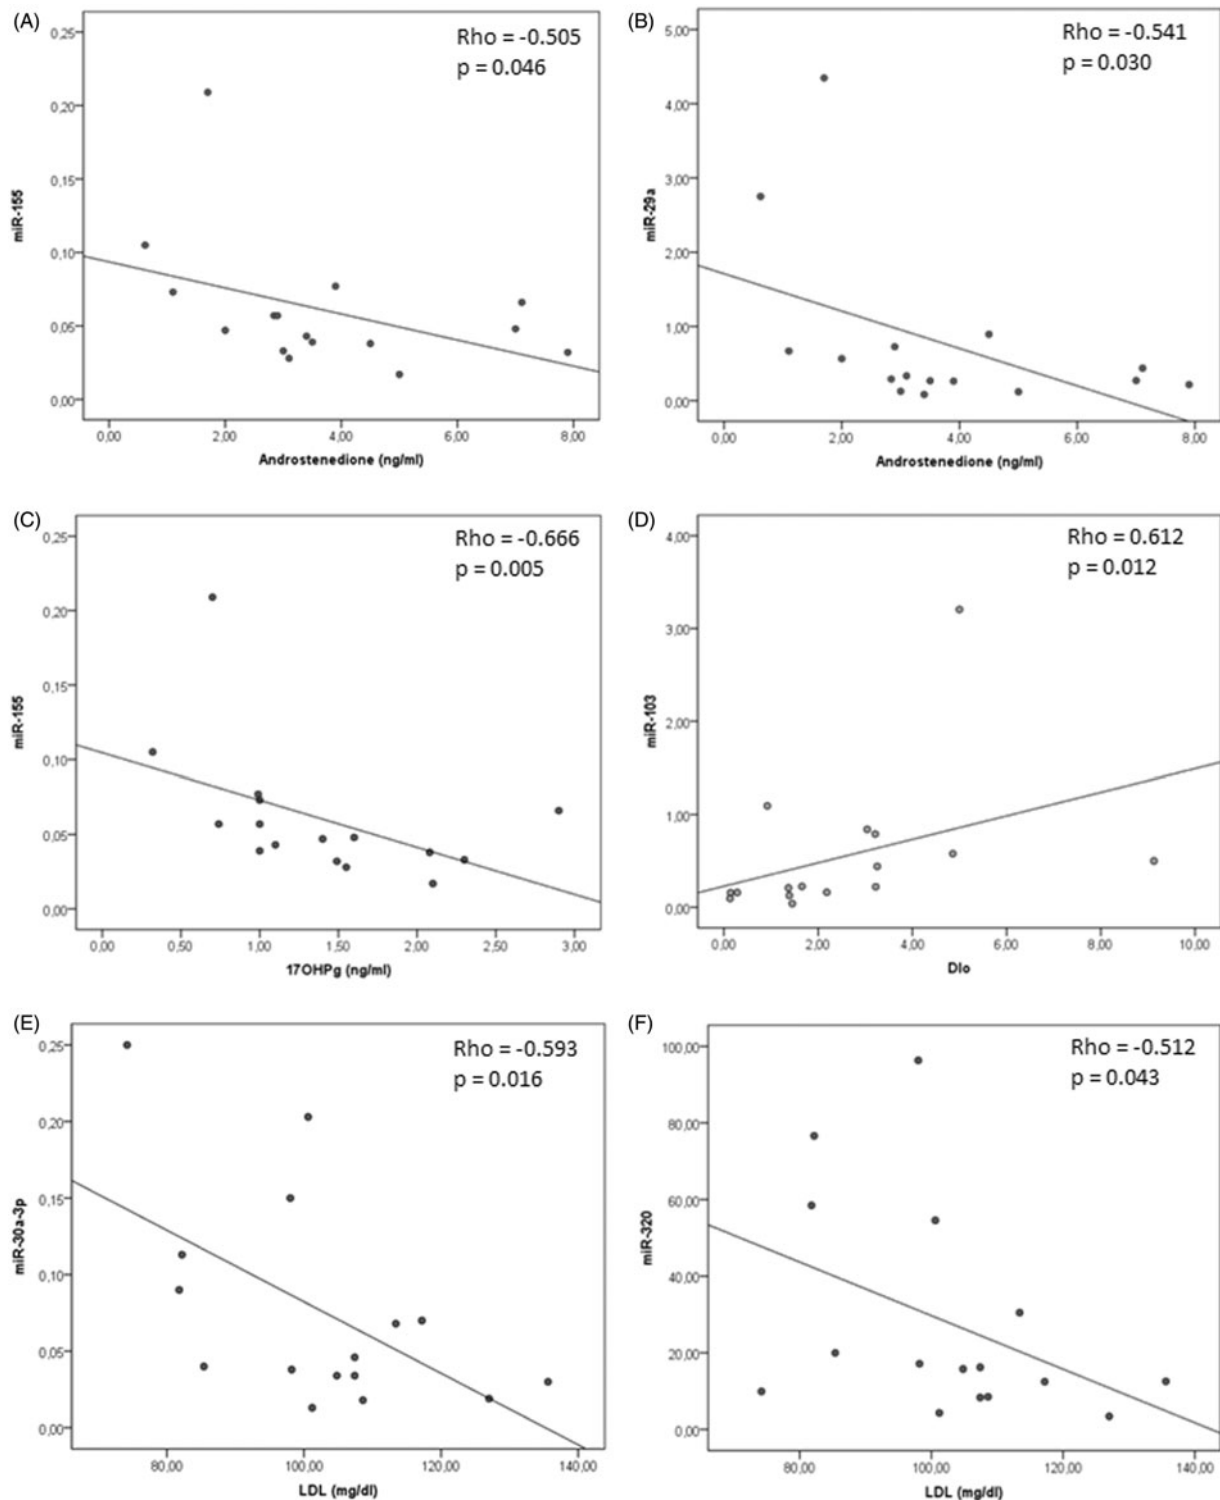 (A)
Rho = -0.505
p = 0.046
0,25
0,20
0,15
0,10
0,05
0,00
miR-155
0,00 2,00 4,00 6,00 8,00
Androstenedione (ng/ml)
(B)
Rho = -0.541
p = 0.030
5,00
4,00
3,00
2,00
1,00
0,00
miR-29a
0,00 2,00 4,00 6,00 8,00
Androstenedione (ng/ml)
(C)
Rho = -0.666
p = 0.005
0,25
0,20
0,15
0,10
0,05
0,00
miR-155
0,00 0,50 1,00 1,50 2,00 2,50 3,00
17OHPg (ng/ml)
(D)
Rho = 0.612
p = 0.012
4,00
3,00
2,00
1,00
0,00
miR-103
0,00 2,00 4,00 6,00 8,00 10,00
DIo
(E)
Rho = -0.593
p = 0.016
0,25
0,20
0,15
0,10
0,05
0,00
miR-30a-3p
80,00 100,00 120,00 140,00
LDL (mg/dl)
(F)
Rho = -0.512
p = 0.043
100,00
80,00
60,00
40,00
20,00
0,00
miR-320
80,00 100,00 120,00 140,00
LDL (mg/dl)